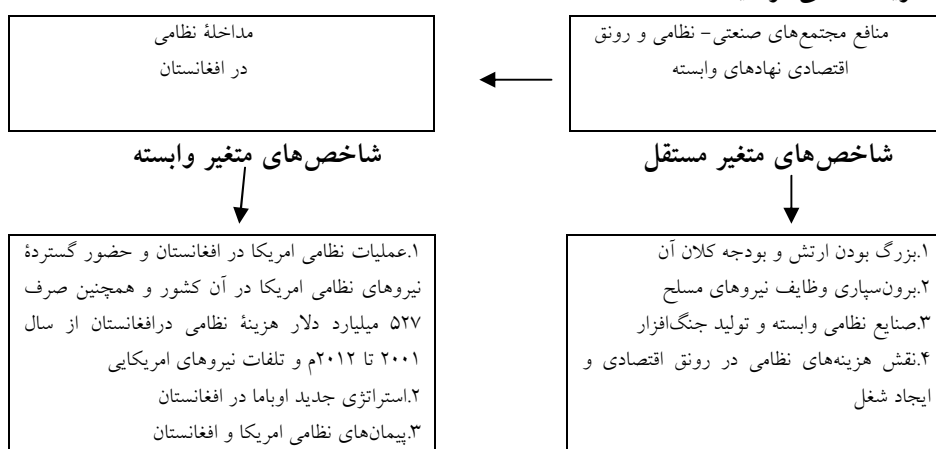 منافع مجتمع‌های صنعتی- نظامی و رونق
اقتصادی نهادهای وابسته
مداخلۀ نظامی
در افغانستان
شاخص‌های متغیر مستقل
شاخص‌های متغیر وابسته
۱.بزرگ بودن ارتش و بودجه کلان آن
۲.برون‌سپاری وظایف نیروهای مسلح
۳.صنایع نظامی وابسته و تولید جنگ‌افزار
۴.نقش هزینه‌های نظامی در رونق اقتصادی و
ایجاد شغل
۱.عملیات نظامی امریکا در افغانستان و حضور گستردۀ
نیروهای نظامی امریکا در آن کشور و همچنین صرف
۵۲۷ میلیارد دلار هزینۀ نظامی درافغانستان از سال
۲۰۰۱ تا ۲۰۱۲م و تلفات نیروهای امریکایی
۲.استراتژی جدید اوباما در افغانستان
۳.پیمان‌های نظامی امریکا و افغانستان